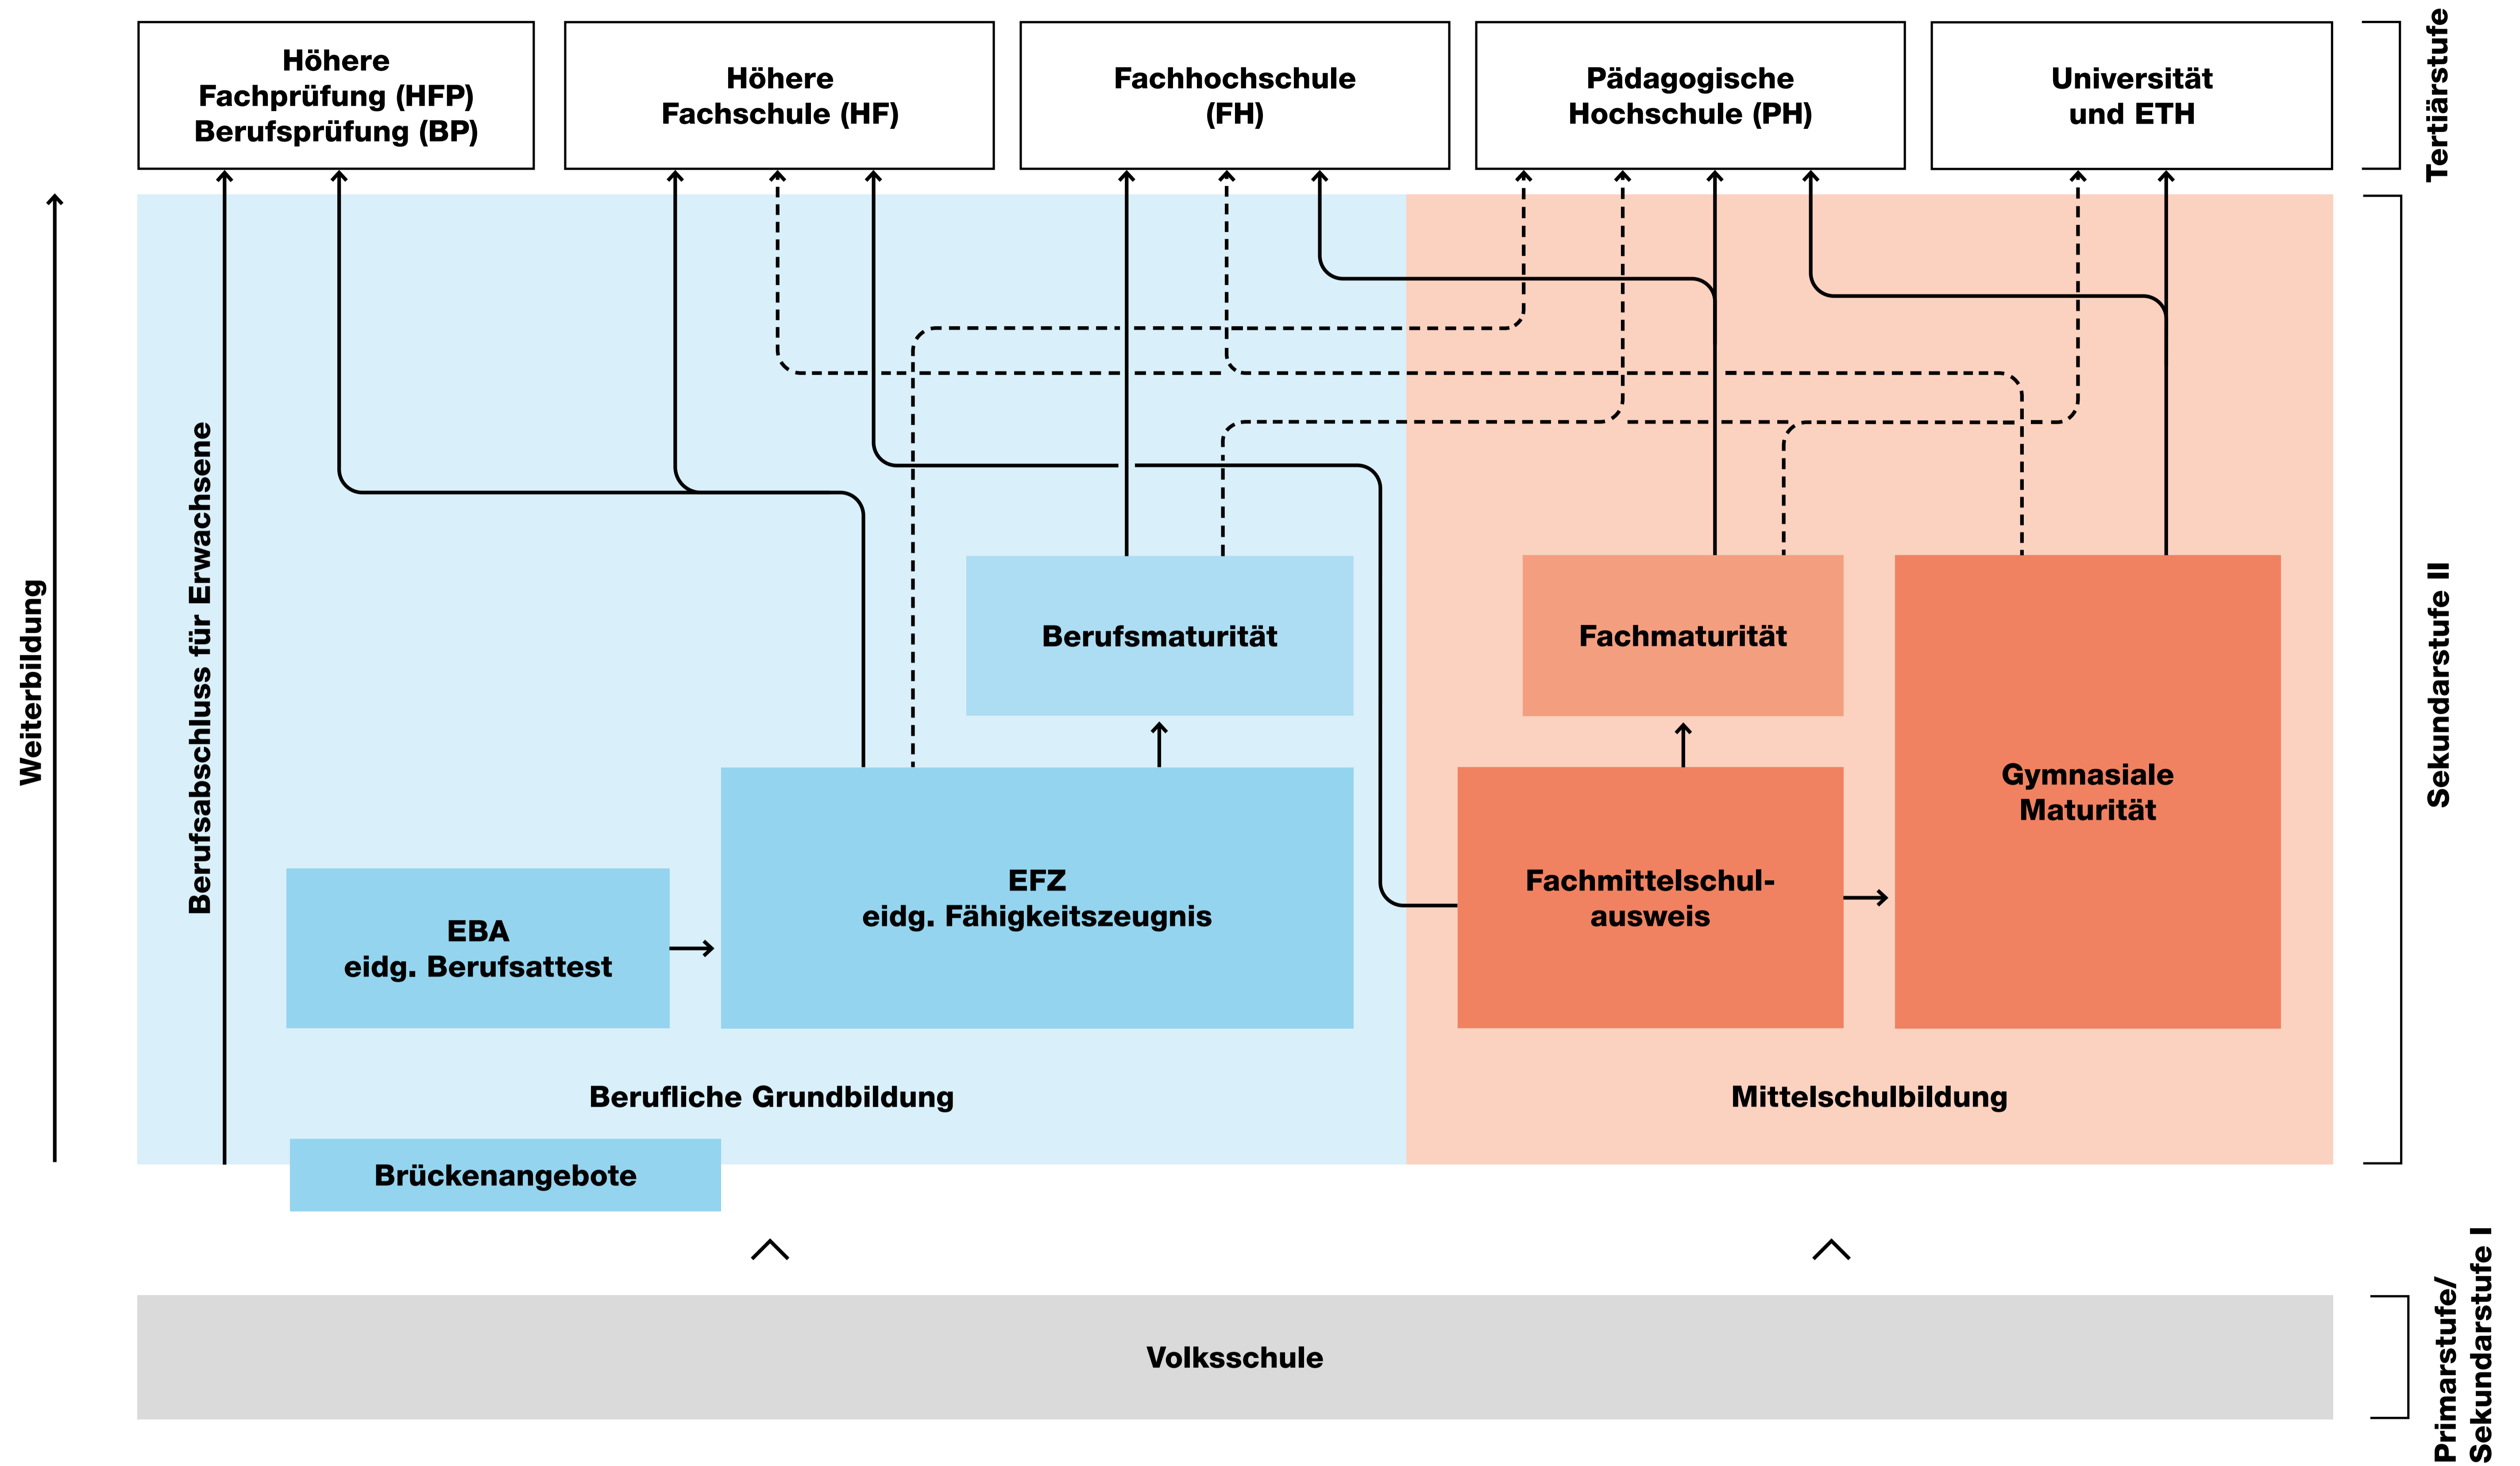 Höhere
Fachprüfung (HFP)
Berufsprüfung (BP)
Höhere
Fachschule (HF)
Fachhochschule
(FH)
Pädagogische
Hochschule (PH)
Universität
und ETH
Tertiärstufe
Weiterbildung
Berufsabschluss für Erwachsene
Berufsmaturität
Fachmaturität
Gymnasiale
Maturität
EFZ
eidg. Fähigkeitszeugnis
Fachmittelschul-
ausweis
EBA
eidg. Berufsattest
Sekundarstufe II
Berufliche Grundbildung
Mittelschulbildung
Brückenangebote
Volksschule
Primarstufe/
Sekundarstufe I